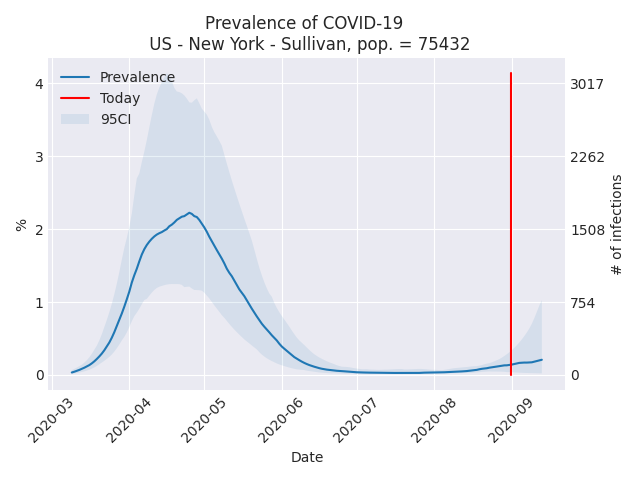 Prevalence of COVID-19
US - New York - Sullivan, pop. = 75432
Prevalence
Today
95CI
4
3
2
1
0
%
3017
2262
1508
754
0
# of infections
2020-03
2020-04
2020-05
2020-06
2020-07
2020-08
2020-09
Date